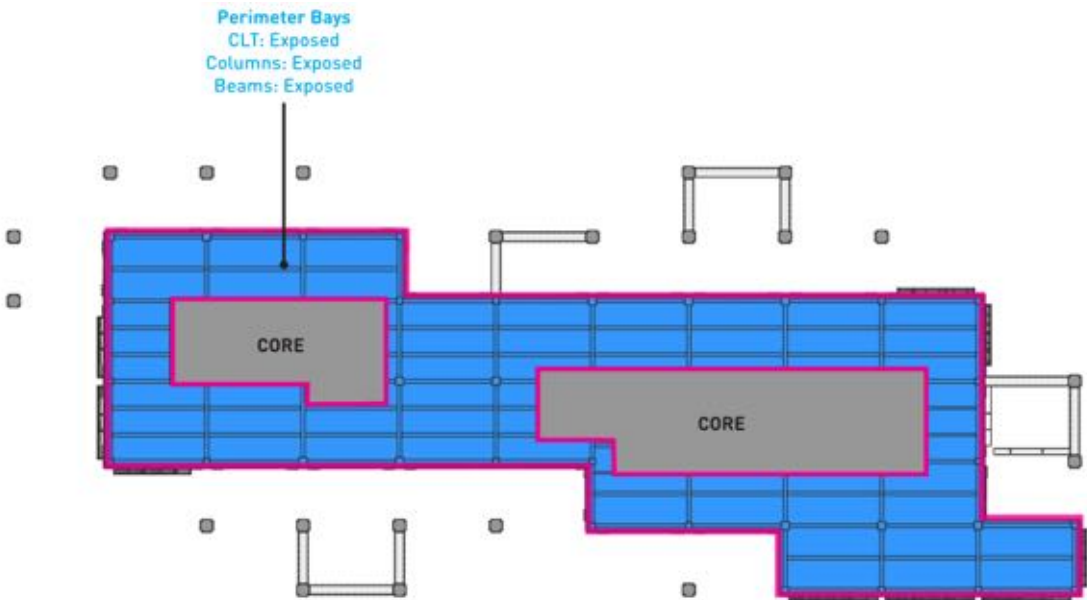 Perimeter Bays
CLT: Exposed
Columns: Exposed
Beams: Exposed
CORE
CORE